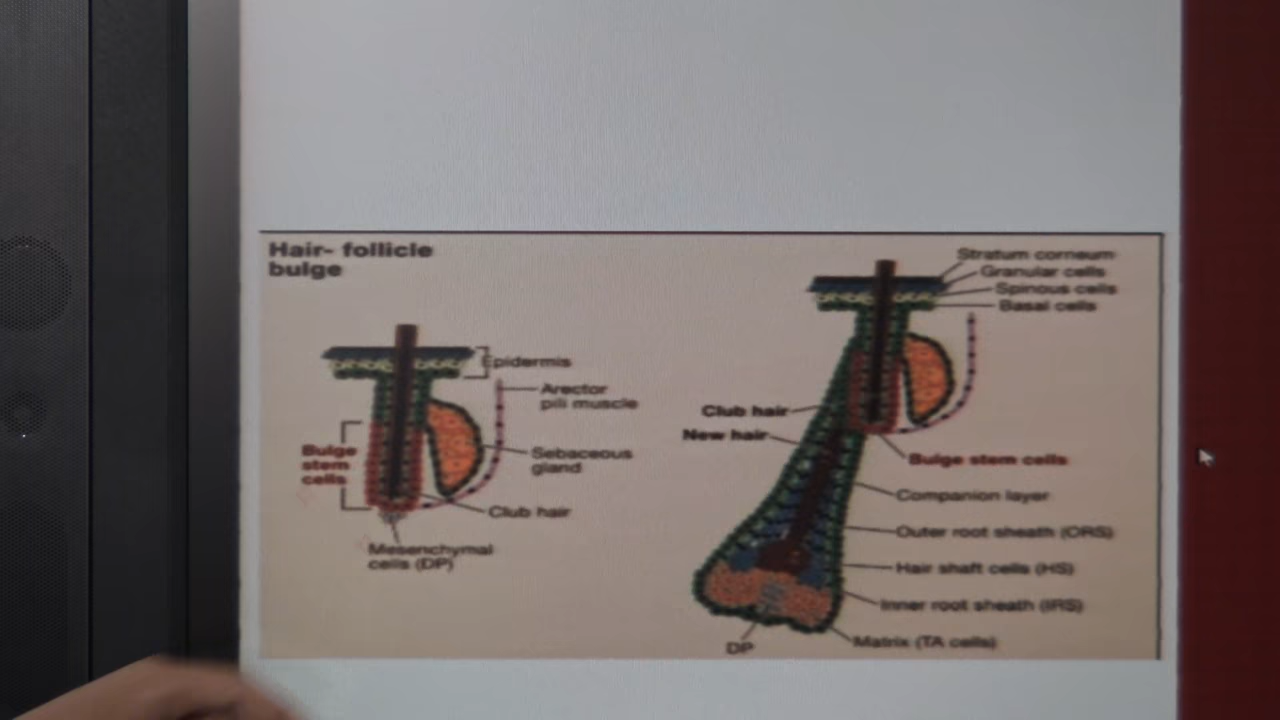 Hair- follicle
bulge
Epidermis
Arector
pili muscle
Bulge
stem
cells
Sebaceous
gland
Club hair
Mesenchymal
cells (DP)
Stratum corneum
Granular cells
Spinous cells
Basal cells
Club hair
New hair
Bulge stem cells
Companion layer
Outer root sheath (ORS)
Hair shaft cells (HS)
Inner root sheath (IRS)
Matrix (TA cells)
DP